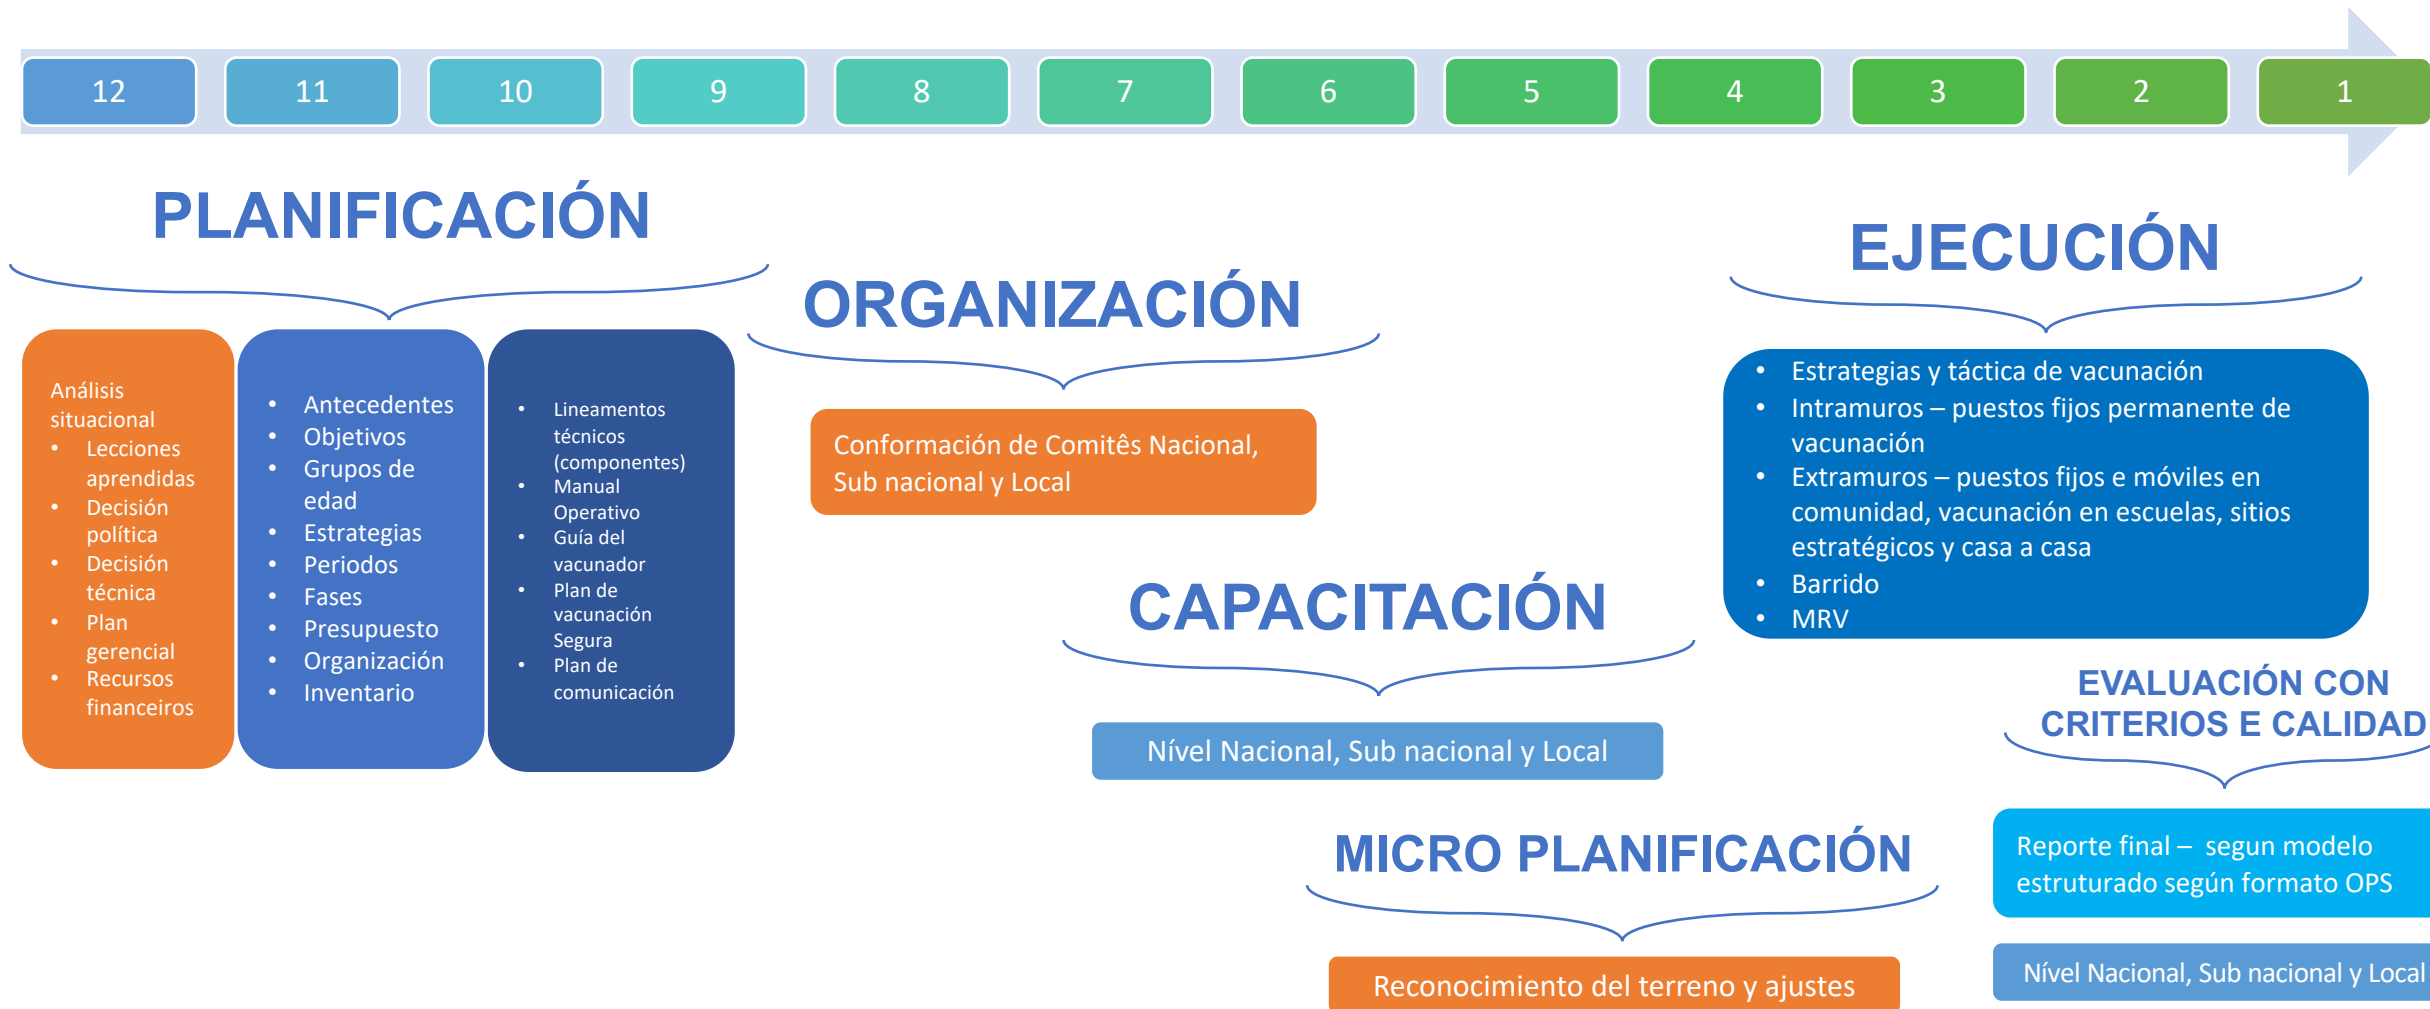 12
11
10
9
8
7
6
5
4
3
2
1
PLANIFICACIÓN
Análisis
situacional
• Lecciones
aprendidas
• Decisión
política
• Decisión
técnica
• Plan
gerencial
• Recursos
financeiros
• Antecedentes
• Objetivos
• Grupos de
edad
• Estrategias
• Periodos
• Fases
• Presupuesto
• Organización
• Inventario
• Lineamentos
técnicos
(componentes)
• Manual
Operativo
• Guía del
vacunador
• Plan de
vacunación
Segura
• Plan de
comunicación
ORGANIZACIÓN
Conformación de Comitês Nacional,
Sub nacional y Local
CAPACITACIÓN
Nível Nacional, Sub nacional y Local
MICRO PLANIFICACIÓN
Reconocimiento del terreno y ajustes
EJECUCIÓN
• Estrategias y táctica de vacunación
• Intramuros – puestos fijos permanente de
vacunación
• Extramuros – puestos fijos e móviles en
comunidad, vacunación en escuelas, sitios
estratégicos y casa a casa
• Barrido
• MRV
EVALUACIÓN CON
CRITERIOS E CALIDAD
Reporte final – segun modelo
estruturado según formato OPS
Nível Nacional, Sub nacional y Local